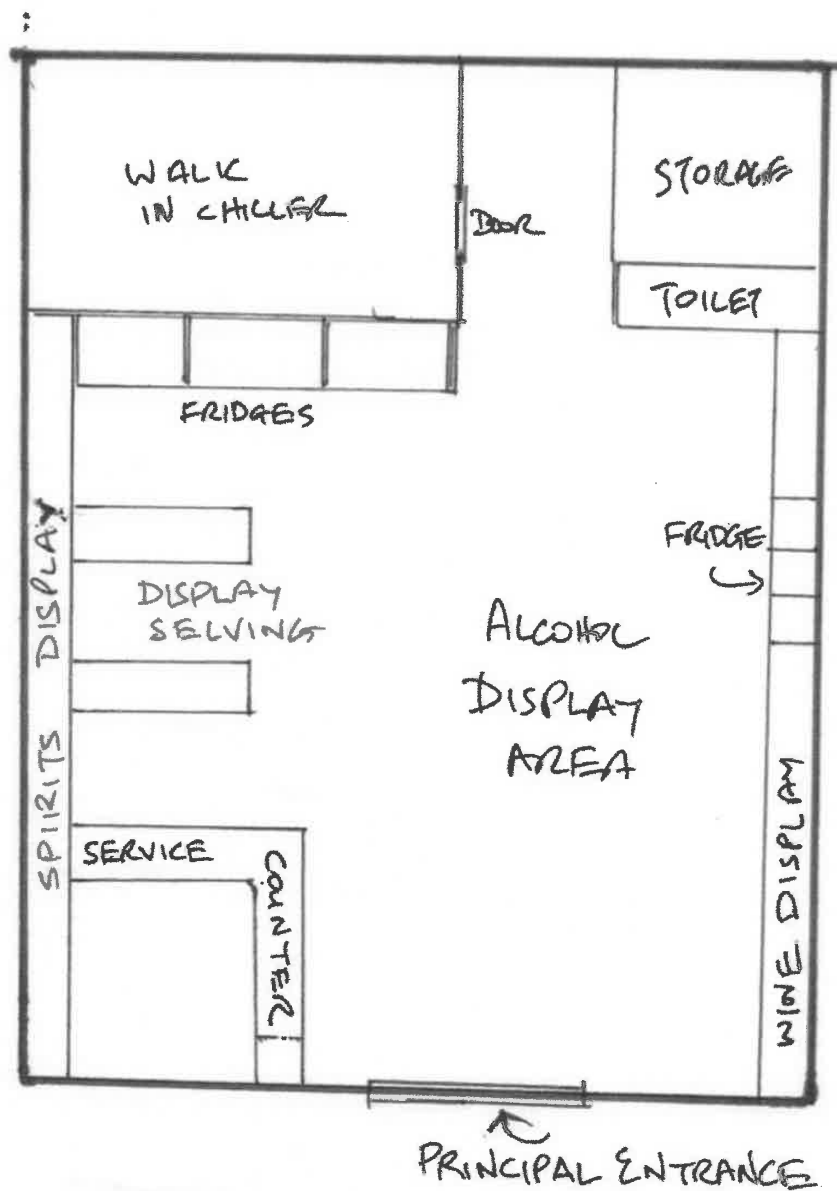 WALK
IN CHILLER
DOOR
STORAGE
TOILET
FRIDGES
FRIDGE
DISPLAY
SELVING
SPIIRITS DISPLAY
ALCOHOL
DISPLAY
AREA
SERVICE
COUNTER
WINE DISPLAY
PRINCIPAL ENTRANCE